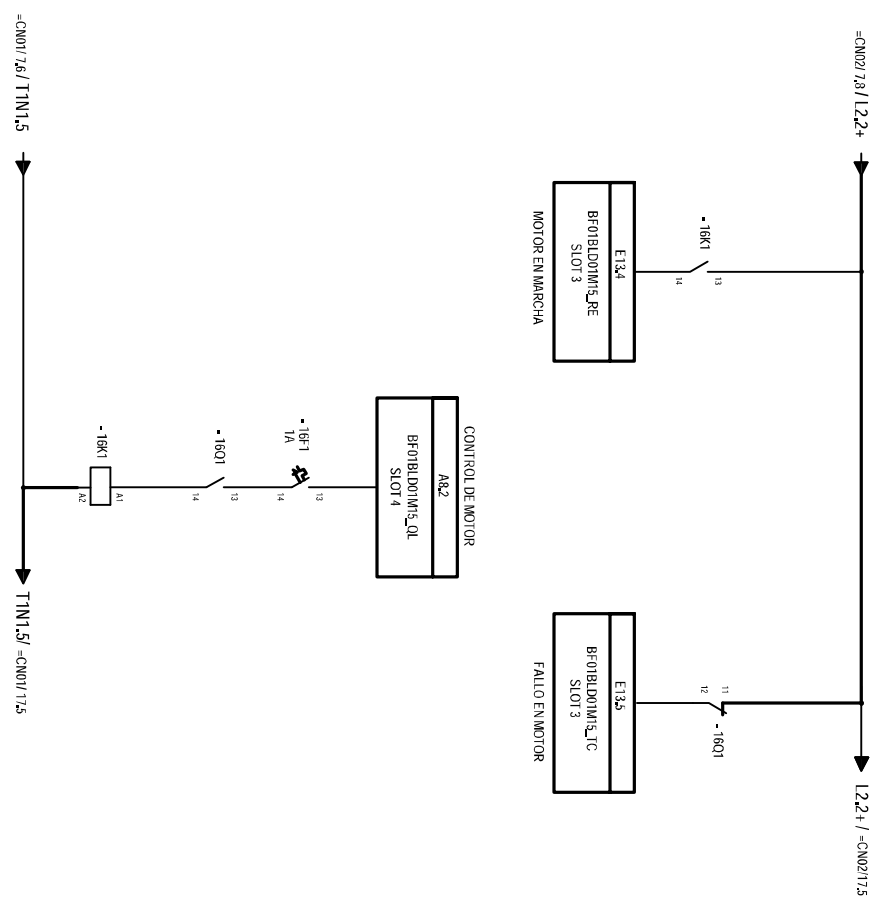 =CN02/ 7.8 / L2.2+
- 16K1
13
14
E13.4
BF01BLD01M15_RE
SLOT 3
MOTOR EN MARCHA
11
12
- 16Q1
E13.5
BF01BLD01M15_TC
SLOT 3
FALLO EN MOTOR
L2.2+ / =CN02/17.5
CONTROL DE MOTOR
A8.2
BF01BLD01M15_QL
SLOT 4
- 16F1
1A
13
14
- 16Q1
13
14
- 16K1
A1
A2
=CN01/ 7.6 / T1N1.5
T1N1.5/ =CN01/ 17.5